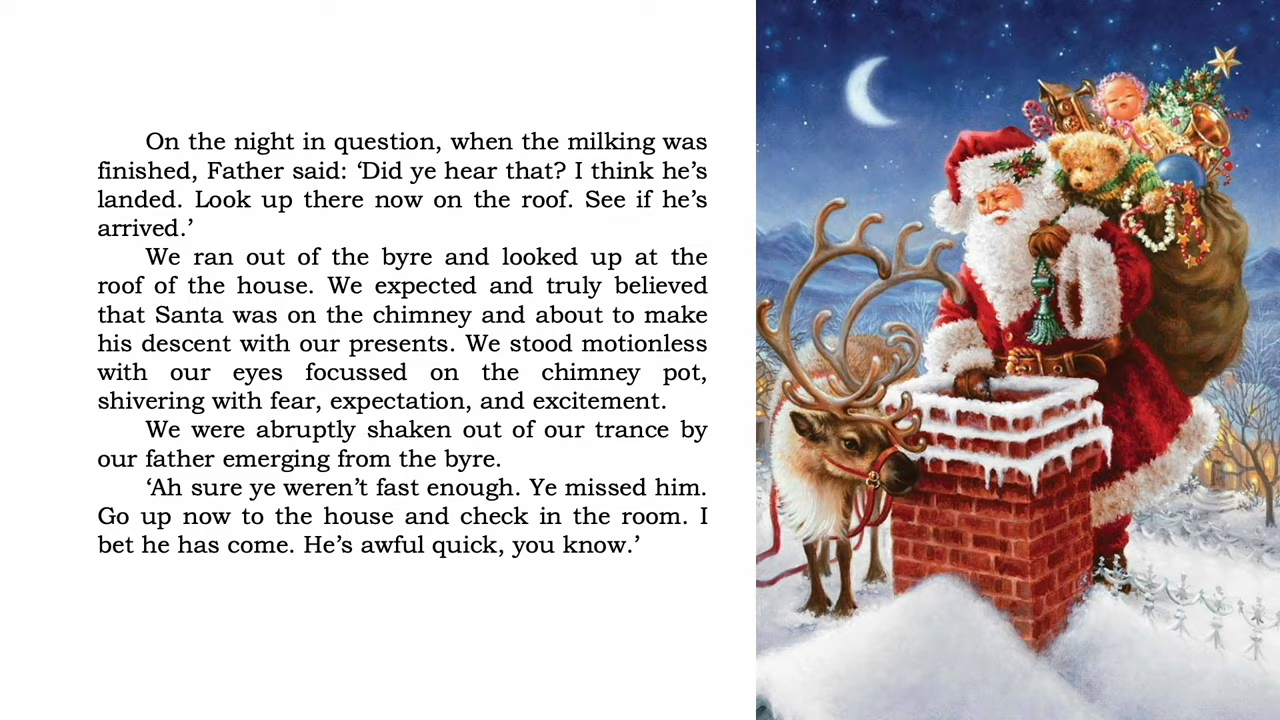 On the night in question, when the milking was
finished, Father said: ‘Did ye hear that? I think he’s
landed. Look up there now on the roof. See if he’s
arrived.’
We ran out of the byre and looked up at the
roof of the house. We expected and truly believed
that Santa was on the chimney and about to make
his descent with our presents. We stood motionless
with our eyes focussed on the chimney pot,
shivering with fear, expectation, and excitement.
We were abruptly shaken out of our trance by
our father emerging from the byre.
‘Ah sure ye weren’t fast enough. Ye missed him.
Go up now to the house and check in the room. I
bet he has come. He’s awful quick, you know.’